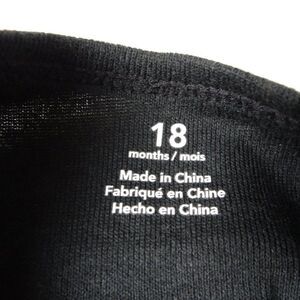 18
months / mois
Made in China
Fabriqué en Chine
Hecho en China